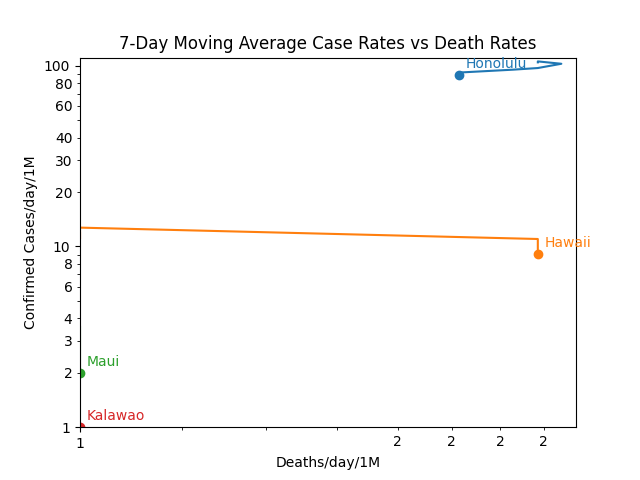 7-Day Moving Average Case Rates vs Death Rates
Confirmed Cases/day/1M
100
80
60
40
30
20
10
8
6
4
3
2
1
Honolulu
Hawaii
Maui
Kalawao
1
2
2
2
2
Deaths/day/1M